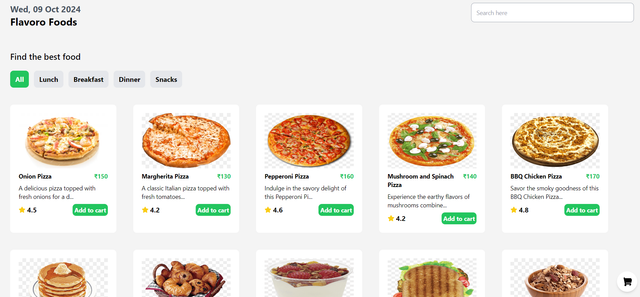 Wed, 09 Oct 2024
Flavoro Foods
Search here
Find the best food
All
Lunch
Breakfast
Dinner
Snacks
Onion Pizza
₹150
A delicious pizza topped with
fresh onions for a d...
4.5
Add to cart
Margherita Pizza
₹130
A classic Italian pizza topped with
fresh tomatoes...
4.2
Add to cart
Pepperoni Pizza
₹160
Indulge in the savory delight of
this Pepperoni Pi...
4.6
Add to cart
Mushroom and Spinach
Pizza
₹140
Experience the earthy flavors of
mushrooms combine...
4.2
Add to cart
BBQ Chicken Pizza
₹170
Savor the smoky goodness of this
BBQ Chicken Pizza...
4.8
Add to cart